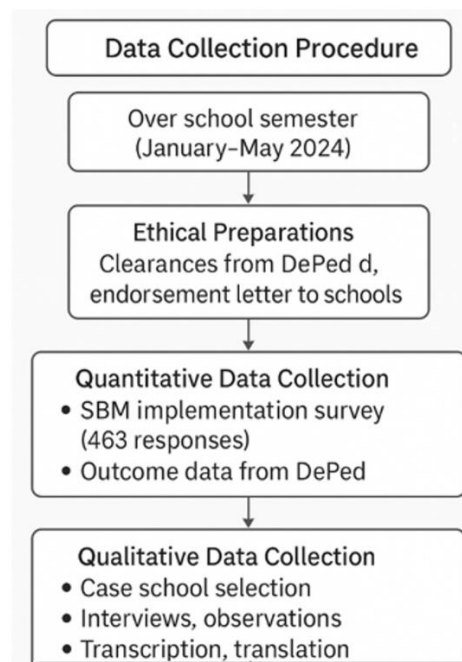 Data Collection Procedure
Over school semester
(January–May 2024)
Ethical Preparations
Clearances from DePed d,
endorsement letter to schools
Quantitative Data Collection
• SBM implementation survey
(463 responses)
• Outcome data from DePed
Qualitative Data Collection
• Case school selection
• Interviews, observations
• Transcription, translation